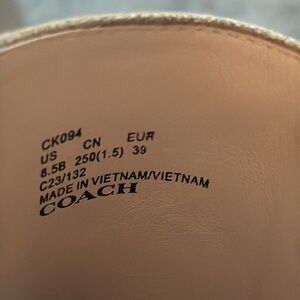 CK094
US CN EUR
8.5B 250(1.5) 39
C23/132
MADE IN VIETNAM/VIETNAM
COACH